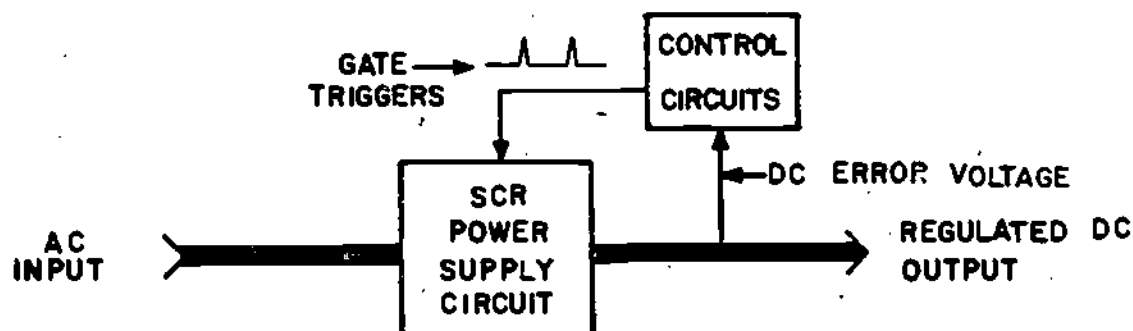 GATE
TRIGGERS
CONTROL
CIRCUITS
DC ERROR VOLTAGE
SCR
POWER
SUPPLY
CIRCUIT
AC
INPUT
REGULATED DC
OUTPUT